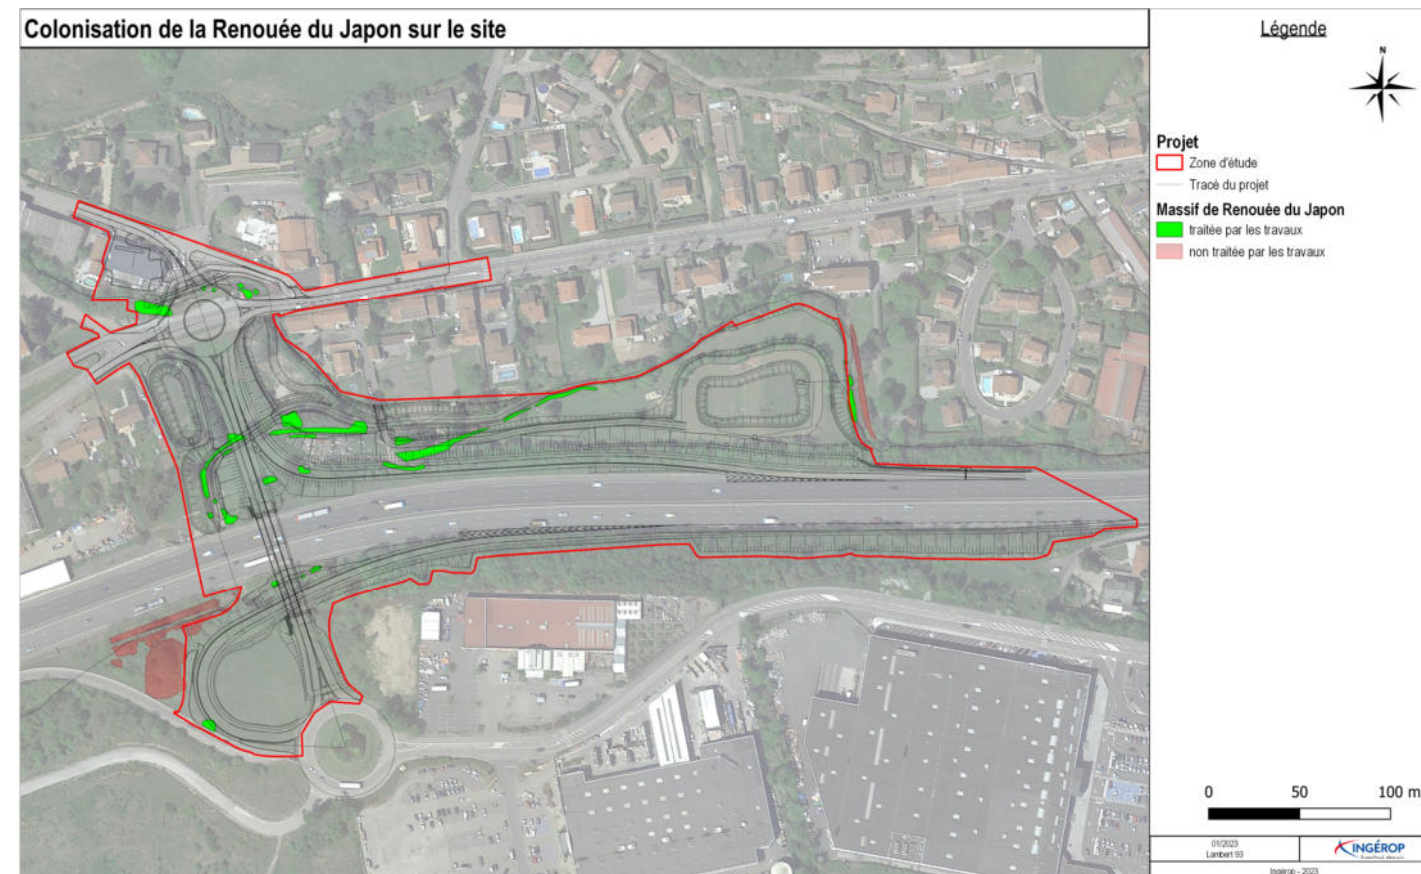 Colonisation de la Renouée du Japon sur le site
Légende
N
Projet
Zone d'étude
Tracé du projet
Massif de Renouée du Japon
traitée par les travaux
non traitée par les travaux
0 50 100 m
01/2023
Lambert 93
INGÉROP
Ingérop - 2023